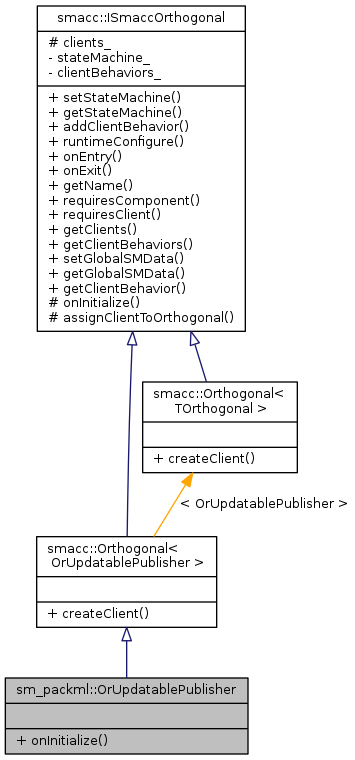 smacc::ISmaccOrthogonal
# clients_
- stateMachine_
- clientBehaviors_
+ setStateMachine()
+ getStateMachine()
+ addClientBehavior()
+ runtimeConfigure()
+ onEntry()
+ onExit()
+ getName()
+ requiresComponent()
+ requiresClient()
+ getClients()
+ getClientBehaviors()
+ setGlobalSMData()
+ getGlobalSMData()
+ getClientBehavior()
# onInitialize()
# assignClientToOrthogonal()
smacc::Orthogonal<
TOrthogonal >
+ createClient()
< OrUpdatablePublisher >
smacc::Orthogonal<
OrUpdatablePublisher >
+ createClient()
sm_packml::OrUpdatablePublisher
+ onInitialize()